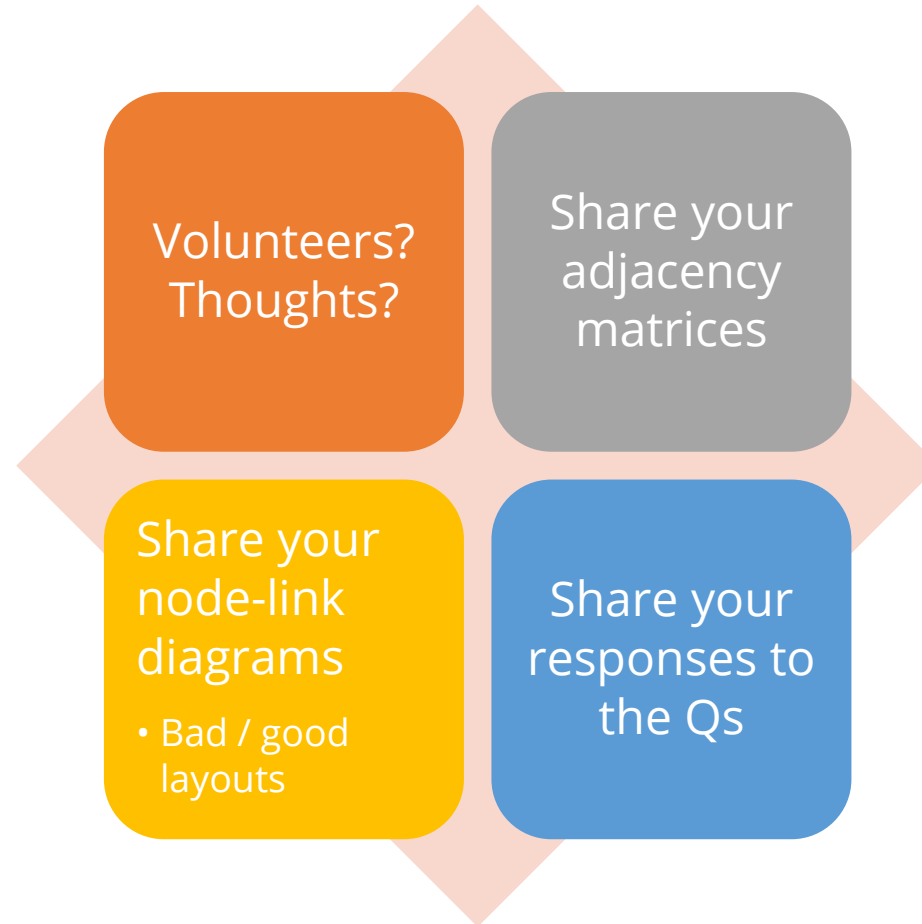 Volunteers?
Thoughts?
Share your
adjacency
matrices
Share your
node-link
diagrams
• Bad / good
layouts
Share your
responses to
the Qs